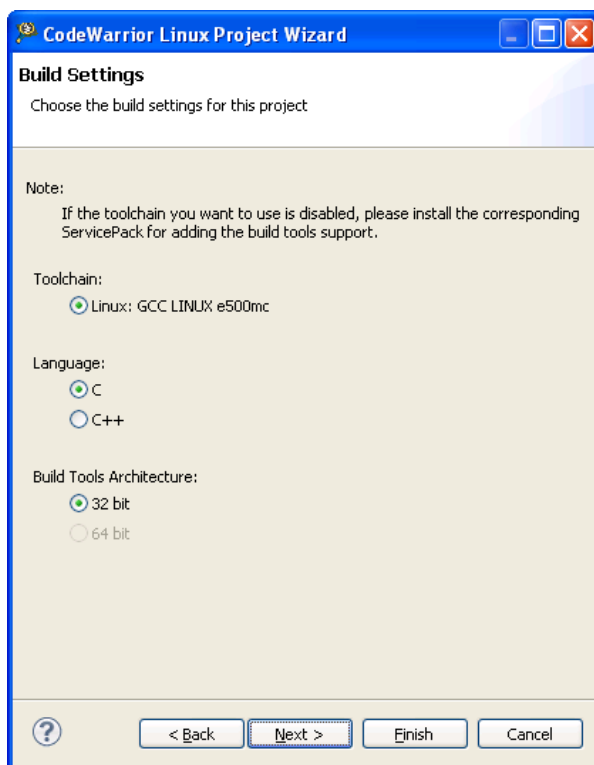 CodeWarrior Linux Project Wizard
Build Settings
Choose the build settings for this project
Note:
If the toolchain you want to use is disabled, please install the corresponding
ServicePack for adding the build tools support.
Toolchain:
Linux: GCC LINUX e500mc
Language:
C
C++
Build Tools Architecture:
32 bit
64 bit
? < Back Next > Finish Cancel